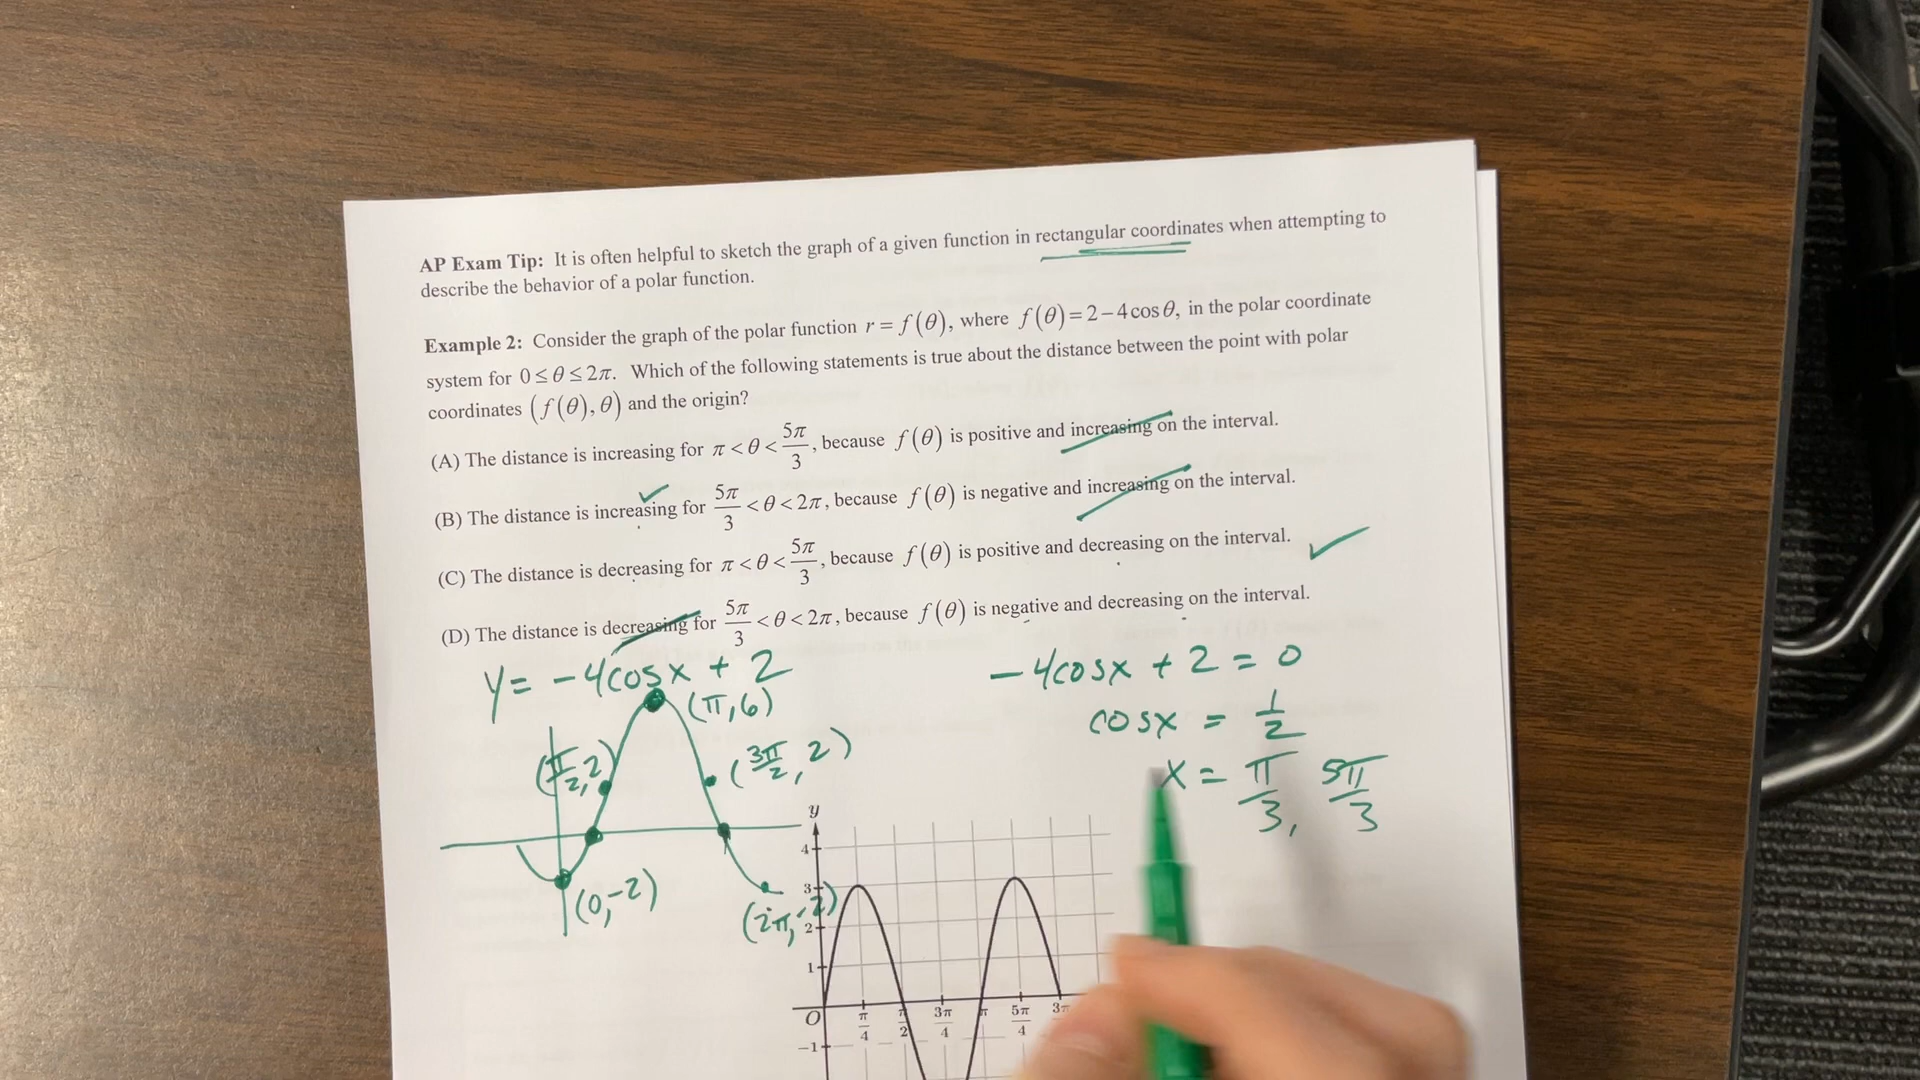 AP Exam Tip: It is often helpful to sketch the graph of a given function in rectangular coordinates when attempting to
describe the behavior of a polar function.
Example 2: Consider the graph of the polar function r = f(θ), where f(θ) = 2 − 4 cos θ, in the polar coordinate
system for 0 ≤ θ ≤ 2π. Which of the following statements is true about the distance between the point with polar
coordinates (f(θ), θ) and the origin?
(A) The distance is increasing for π < θ < 5π/3, because f(θ) is positive and increasing on the interval.
(B) The distance is increasing for 5π/3 < θ < 2π, because f(θ) is negative and increasing on the interval.
(C) The distance is decreasing for π < θ < 5π/3, because f(θ) is positive and decreasing on the interval.
(D) The distance is decreasing for 5π/3 < θ < 2π, because f(θ) is negative and decreasing on the interval.
y = −4cosx + 2
(π, 6)
(π/2, 2)
(3π/2, 2)
(0, −2)
(2π, −2)
−4cosx + 2 = 0
cosx = 1/2
x = π/3, 5π/3
y
4
3
2
1
O
−1
π/4
π/2
3π/4
π
5π/4